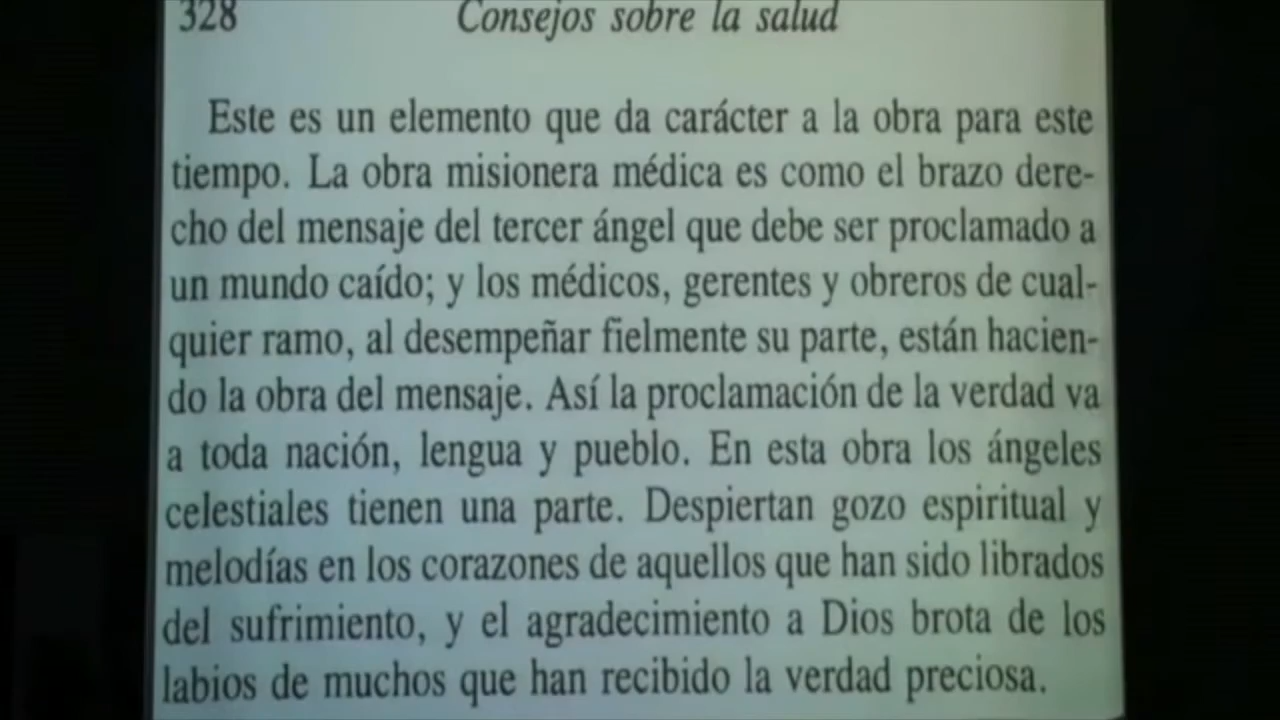 328 Consejos sobre la salud
Este es un elemento que da carácter a la obra para este
tiempo. La obra misionera médica es como el brazo dere-
cho del mensaje del tercer ángel que debe ser proclamado a
un mundo caído; y los médicos, gerentes y obreros de cual-
quier ramo, al desempeñar fielmente su parte, están hacien-
do la obra del mensaje. Así la proclamación de la verdad va
a toda nación, lengua y pueblo. En esta obra los ángeles
celestiales tienen una parte. Despiertan gozo espiritual y
melodías en los corazones de aquellos que han sido librados
del sufrimiento, y el agradecimiento a Dios brota de los
labios de muchos que han recibido la verdad preciosa.